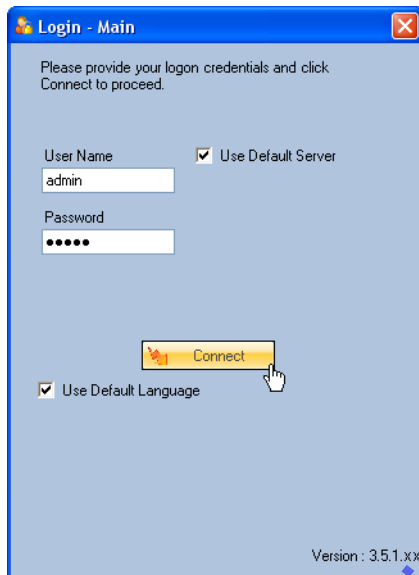 Login - Main
Please provide your logon credentials and click
Connect to proceed.
User Name
Use Default Server
admin
Password
●●●●●
Connect
Use Default Language
Version : 3.5.1.xx